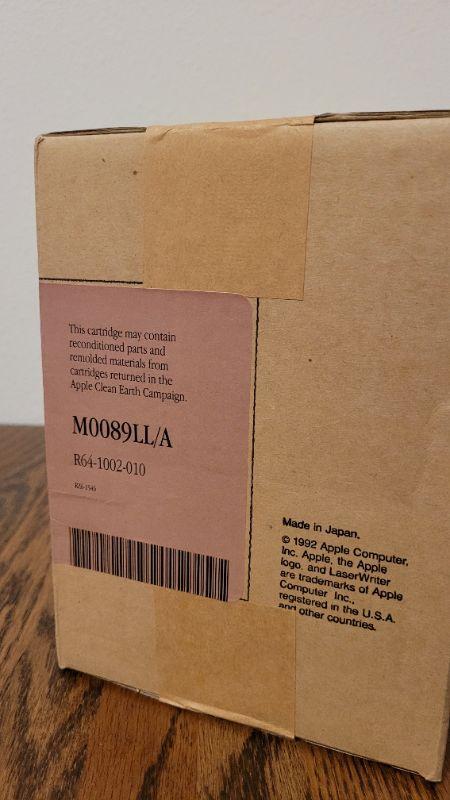 This cartridge may contain
reconditioned parts and
remolded materials from
cartridges returned in the
Apple Clean Earth Campaign.
M0089LL/A
R64-1002-010
Made in Japan.
© 1992 Apple Computer,
Inc. Apple, the Apple
logo, and LaserWriter
are trademarks of Apple
Computer Inc.,
registered in the U.S.A.
and other countries.